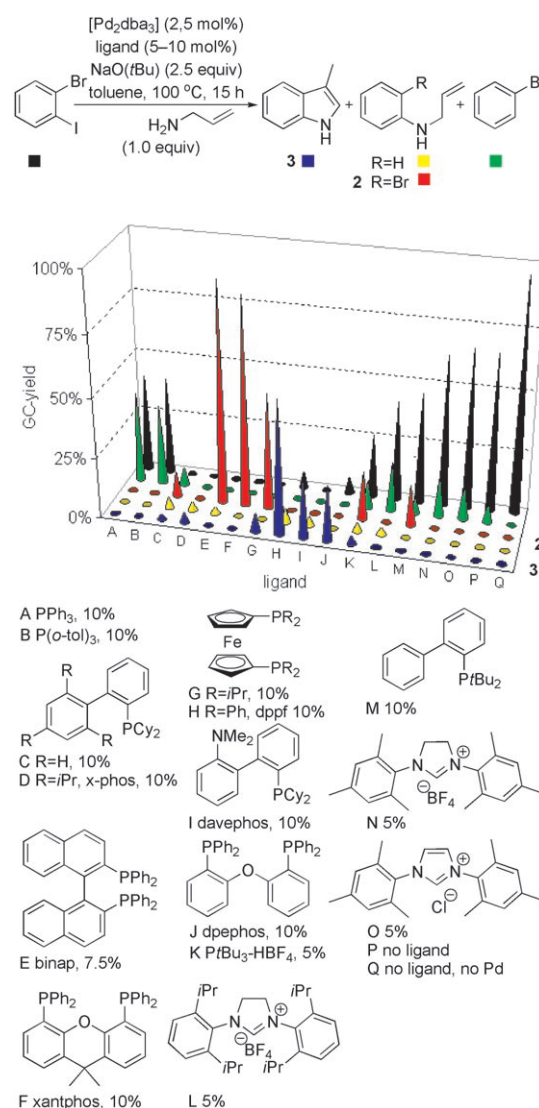 [Pd2dba3] (2,5 mol%)
ligand (5–10 mol%)
NaO(tBu) (2.5 equiv)
toluene, 100 °C, 15 h
H2N
(1.0 equiv)
Br
I
3
N
H
+
R
N
H
R=H
2 R=Br
+
B
100%
75%
50%
25%
0%
GC-yield
A B C D E F G H I J K L M N O P Q
ligand
2
3
A PPh3, 10%
B P(o-tol)3, 10%
R
R
R
PCy2
C R=H, 10%
D R=iPr, x-phos, 10%
PPh2
PPh2
E binap, 7.5%
PPh2 PPh2
O
F xantphos, 10%
PR2
Fe
PR2
G R=iPr, 10%
H R=Ph, dppf 10%
NMe2
PCy2
I davephos, 10%
PPh2 PPh2
O
J dpephos, 10%
K PtBu3-HBF4, 5%
iPr iPr
N N
+
⊖BF4
iPr iPr
L 5%
PtBu2
M 10%
N N
+
⊖BF4
N 5%
N N
+
Cl⊖
O 5%
P no ligand
Q no ligand, no Pd